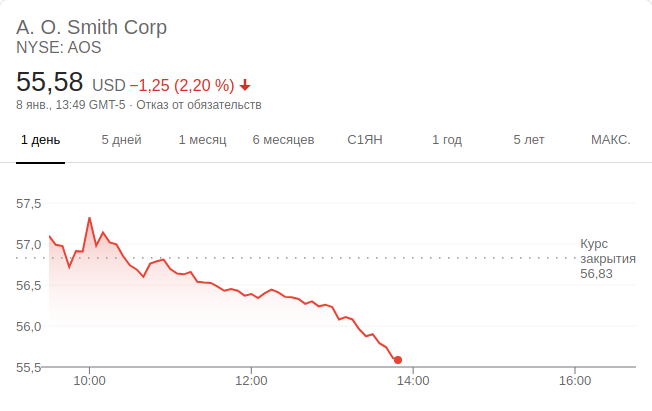 A. O. Smith Corp
NYSE: AOS
55,58 USD −1,25 (2,20 %)
8 янв., 13:49 GMT-5 · Отказ от обязательств
1 день 5 дней 1 месяц 6 месяцев С1ЯН 1 год 5 лет МАКС.
57,5
57,0
Курс
закрытия
56,83
56,5
56,0
55,5
10:00 12:00 14:00 16:00